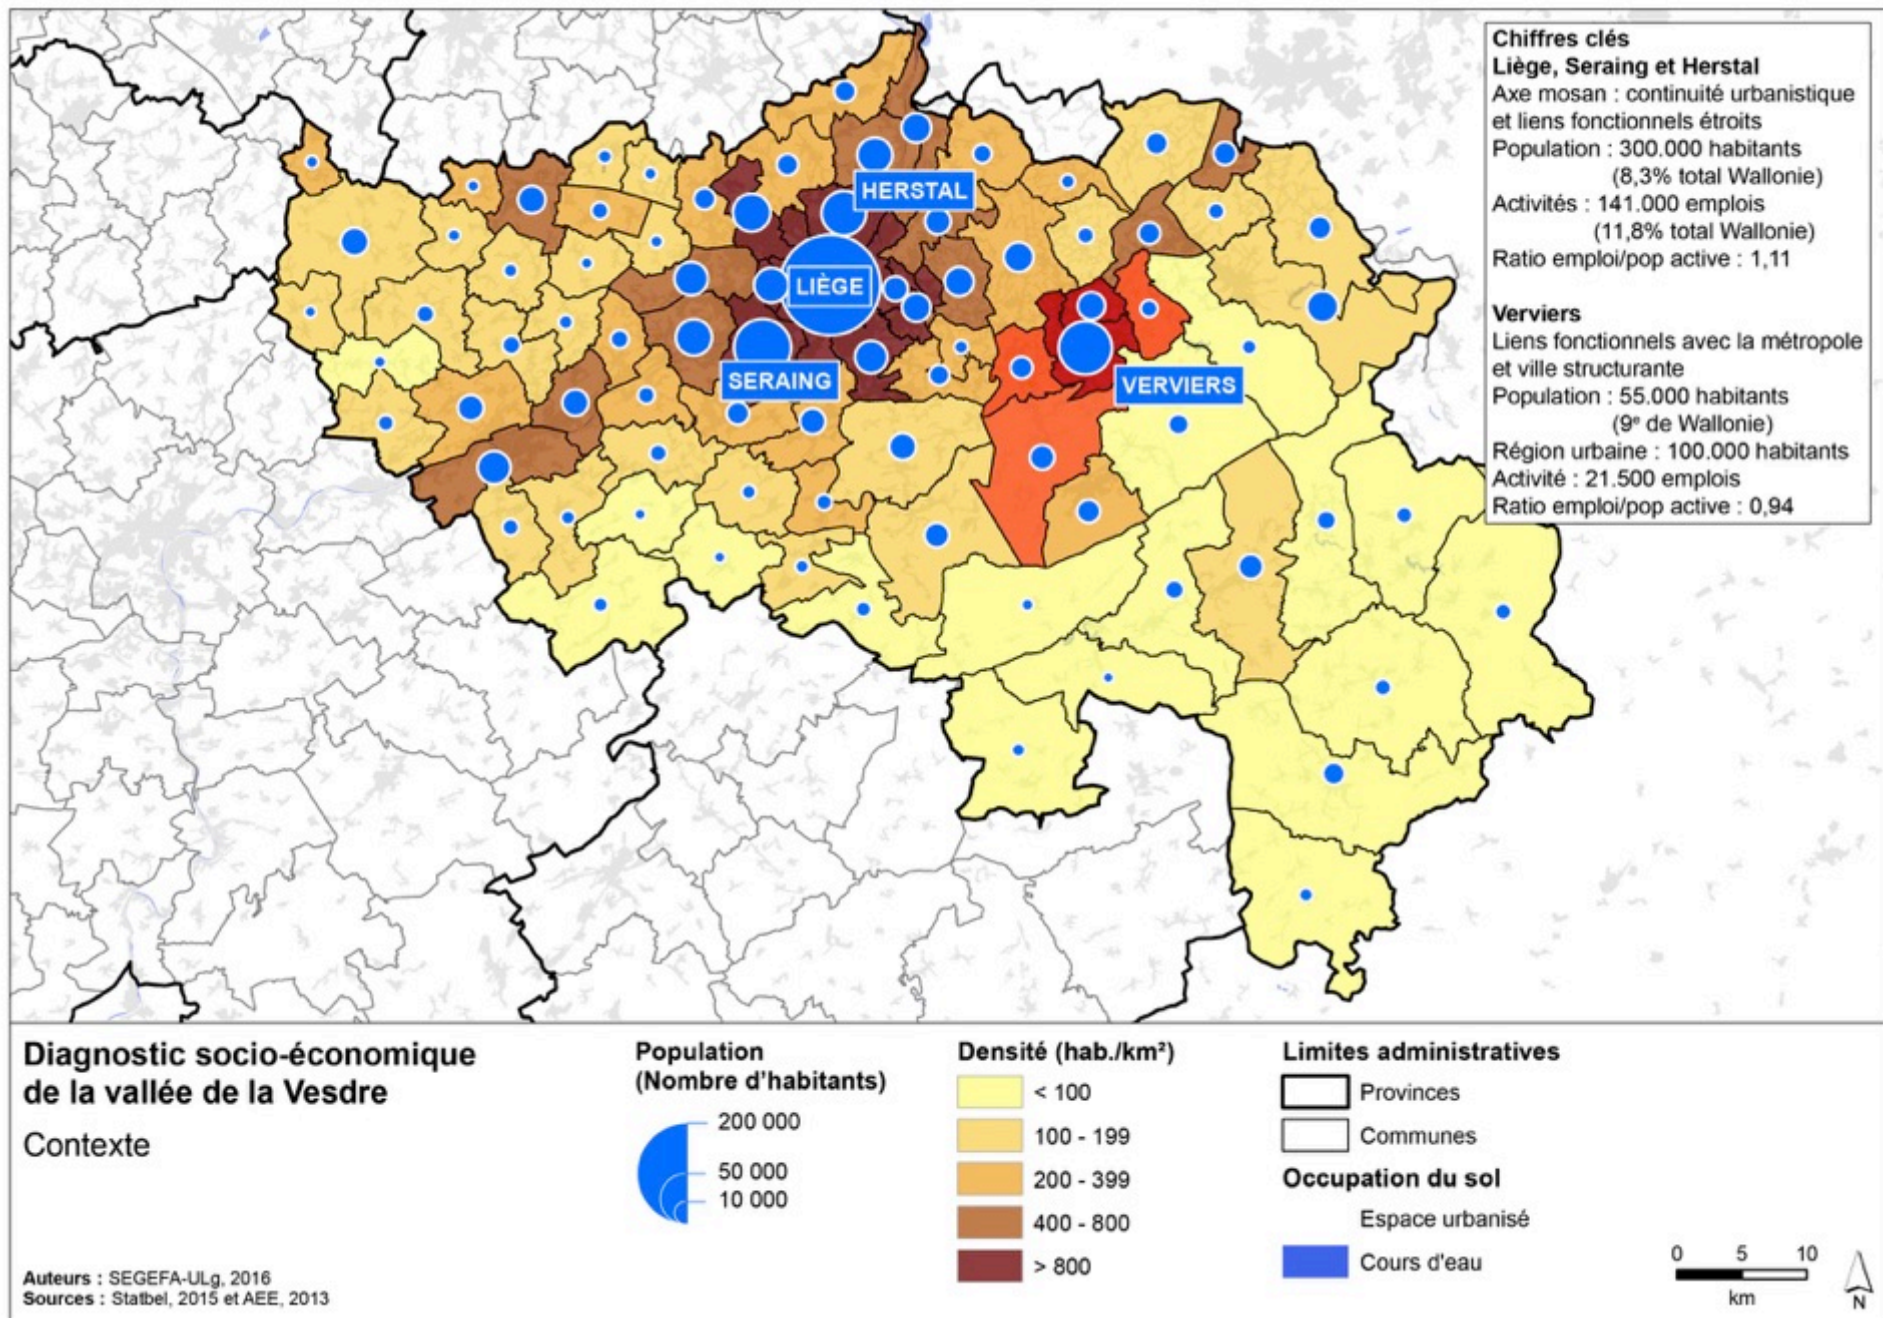 Chiffres clés
Liège, Seraing et Herstal
Axe mosan : continuité urbanistique
et liens fonctionnels étroits
Population : 300.000 habitants
(8,3% total Wallonie)
Activités : 141.000 emplois
(11,8% total Wallonie)
Ratio emploi/pop active : 1,11
Verviers
Liens fonctionnels avec la métropole
et ville structurante
Population : 55.000 habitants
(9e de Wallonie)
Région urbaine : 100.000 habitants
Activité : 21.500 emplois
Ratio emploi/pop active : 0,94
HERSTAL
LIÈGE
SERAING
VERVIERS
Diagnostic socio-économique
de la vallée de la Vesdre
Contexte
Auteurs : SEGEFA-ULg, 2016
Sources : Statbel, 2015 et AEE, 2013
Population
(Nombre d'habitants)
200 000
50 000
10 000
Densité (hab./km²)
< 100
100 - 199
200 - 399
400 - 800
> 800
Limites administratives
Provinces
Communes
Occupation du sol
Espace urbanisé
Cours d'eau
0 5 10
km
N